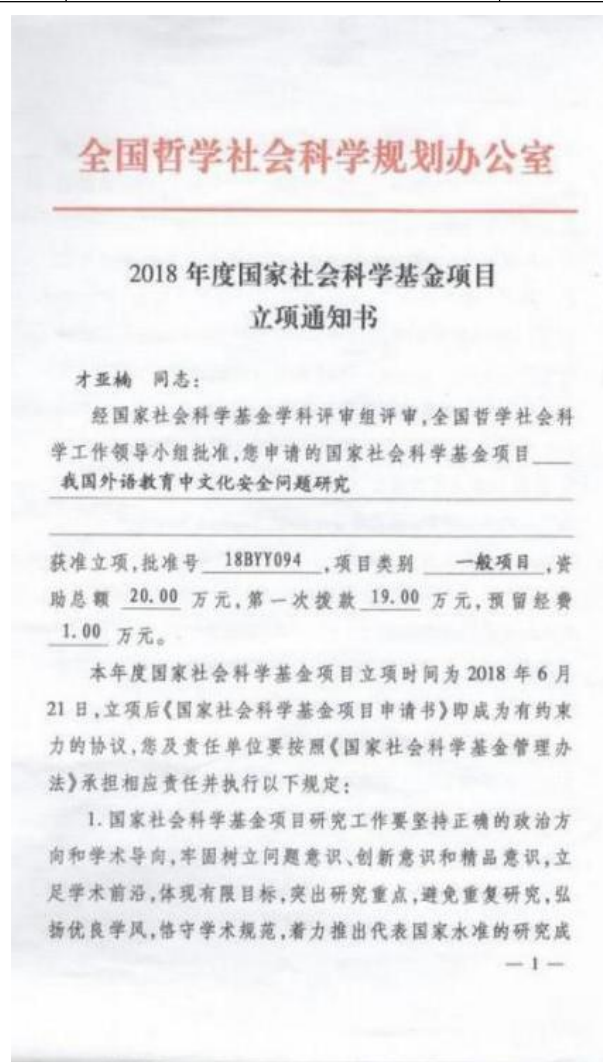 全国哲学社会科学规划办公室
2018 年度国家社会科学基金项目
立项通知书
才亚楠 同志：
经国家社会科学基金学科评审组评审,全国哲学社会科
学工作领导小组批准,您申请的国家社会科学基金项目
我国外语教育中文化安全问题研究
获准立项,批准号 18BYY094 ,项目类别 一般项目 ,资
助总额 20.00 万元,第一次拨款 19.00 万元,预留经费
1.00 万元。
本年度国家社会科学基金项目立项时间为 2018 年 6 月
21 日,立项后《国家社会科学基金项目申请书》即成为有约束
力的协议,您及责任单位要按照《国家社会科学基金管理办
法》承担相应责任并执行以下规定：
1. 国家社会科学基金项目研究工作要坚持正确的政治方
向和学术导向,牢固树立问题意识、创新意识和精品意识,立
足学术前沿,体现有限目标,突出研究重点,避免重复研究,弘
扬优良学风,恪守学术规范,着力推出代表国家水准的研究成
— 1 —